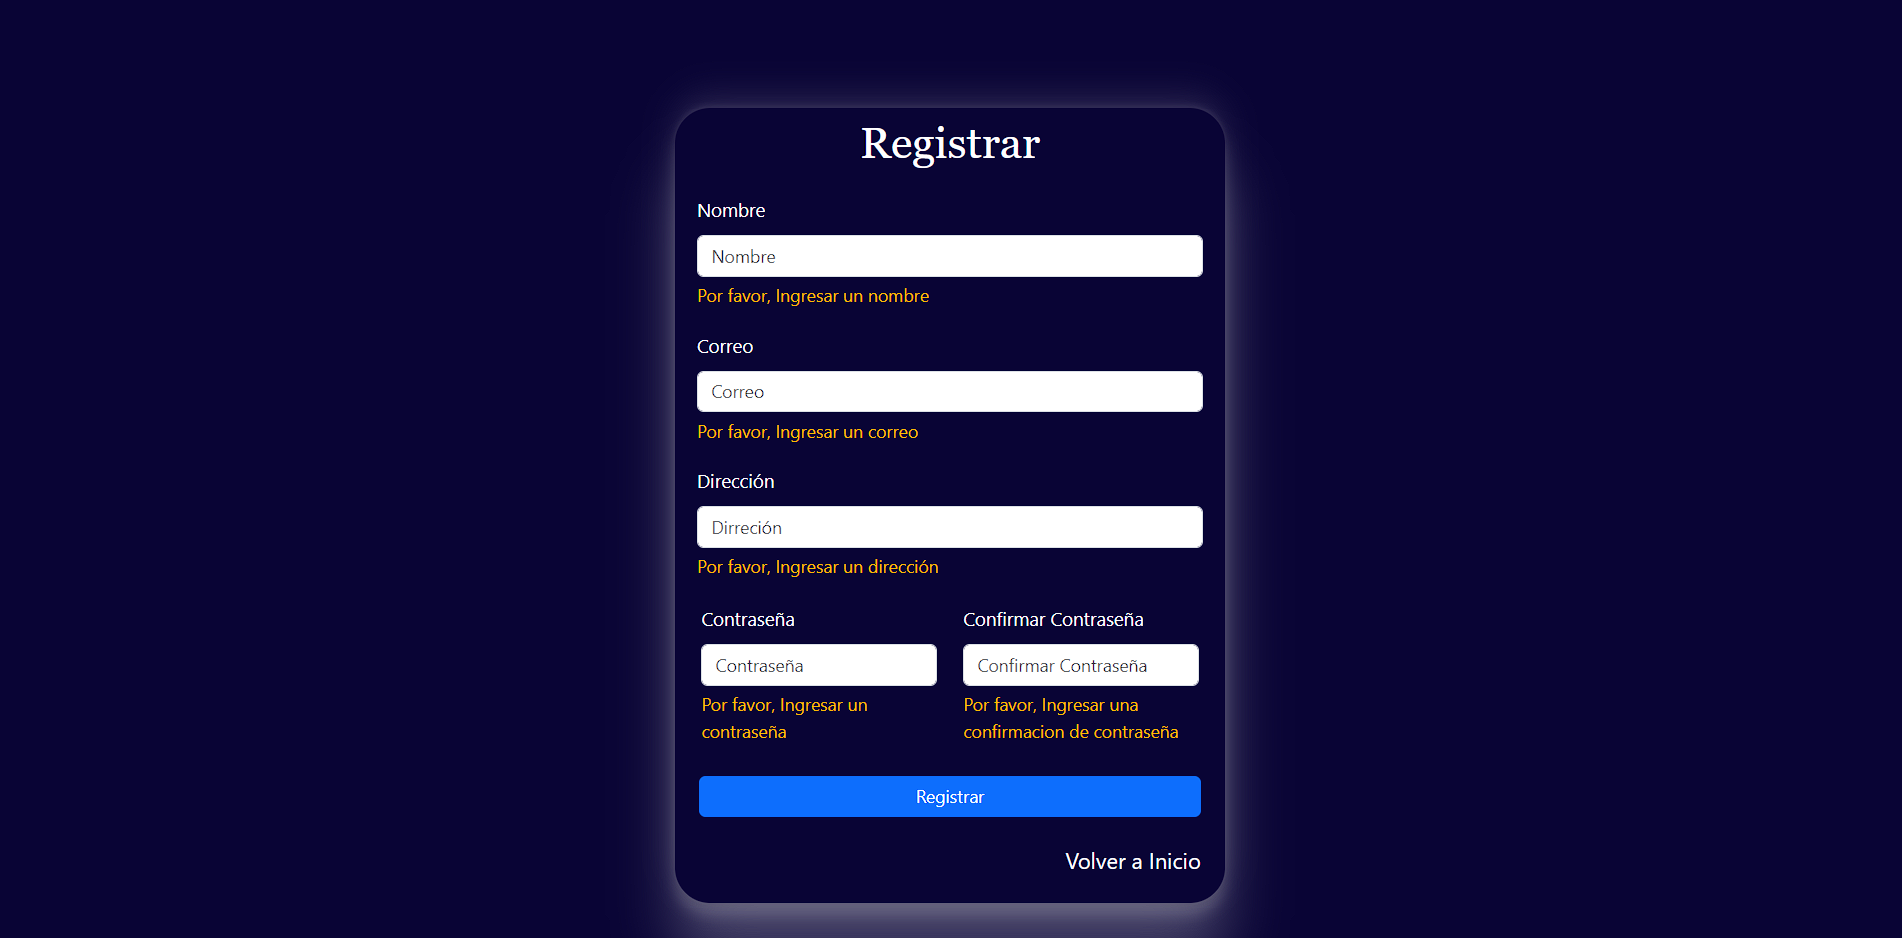 Registrar
Nombre
Nombre
Por favor, Ingresar un nombre
Correo
Correo
Por favor, Ingresar un correo
Dirección
Dirreción
Por favor, Ingresar un dirección
Contraseña
Contraseña
Por favor, Ingresar un
contraseña
Confirmar Contraseña
Confirmar Contraseña
Por favor, Ingresar una
confirmacion de contraseña
Registrar
Volver a Inicio